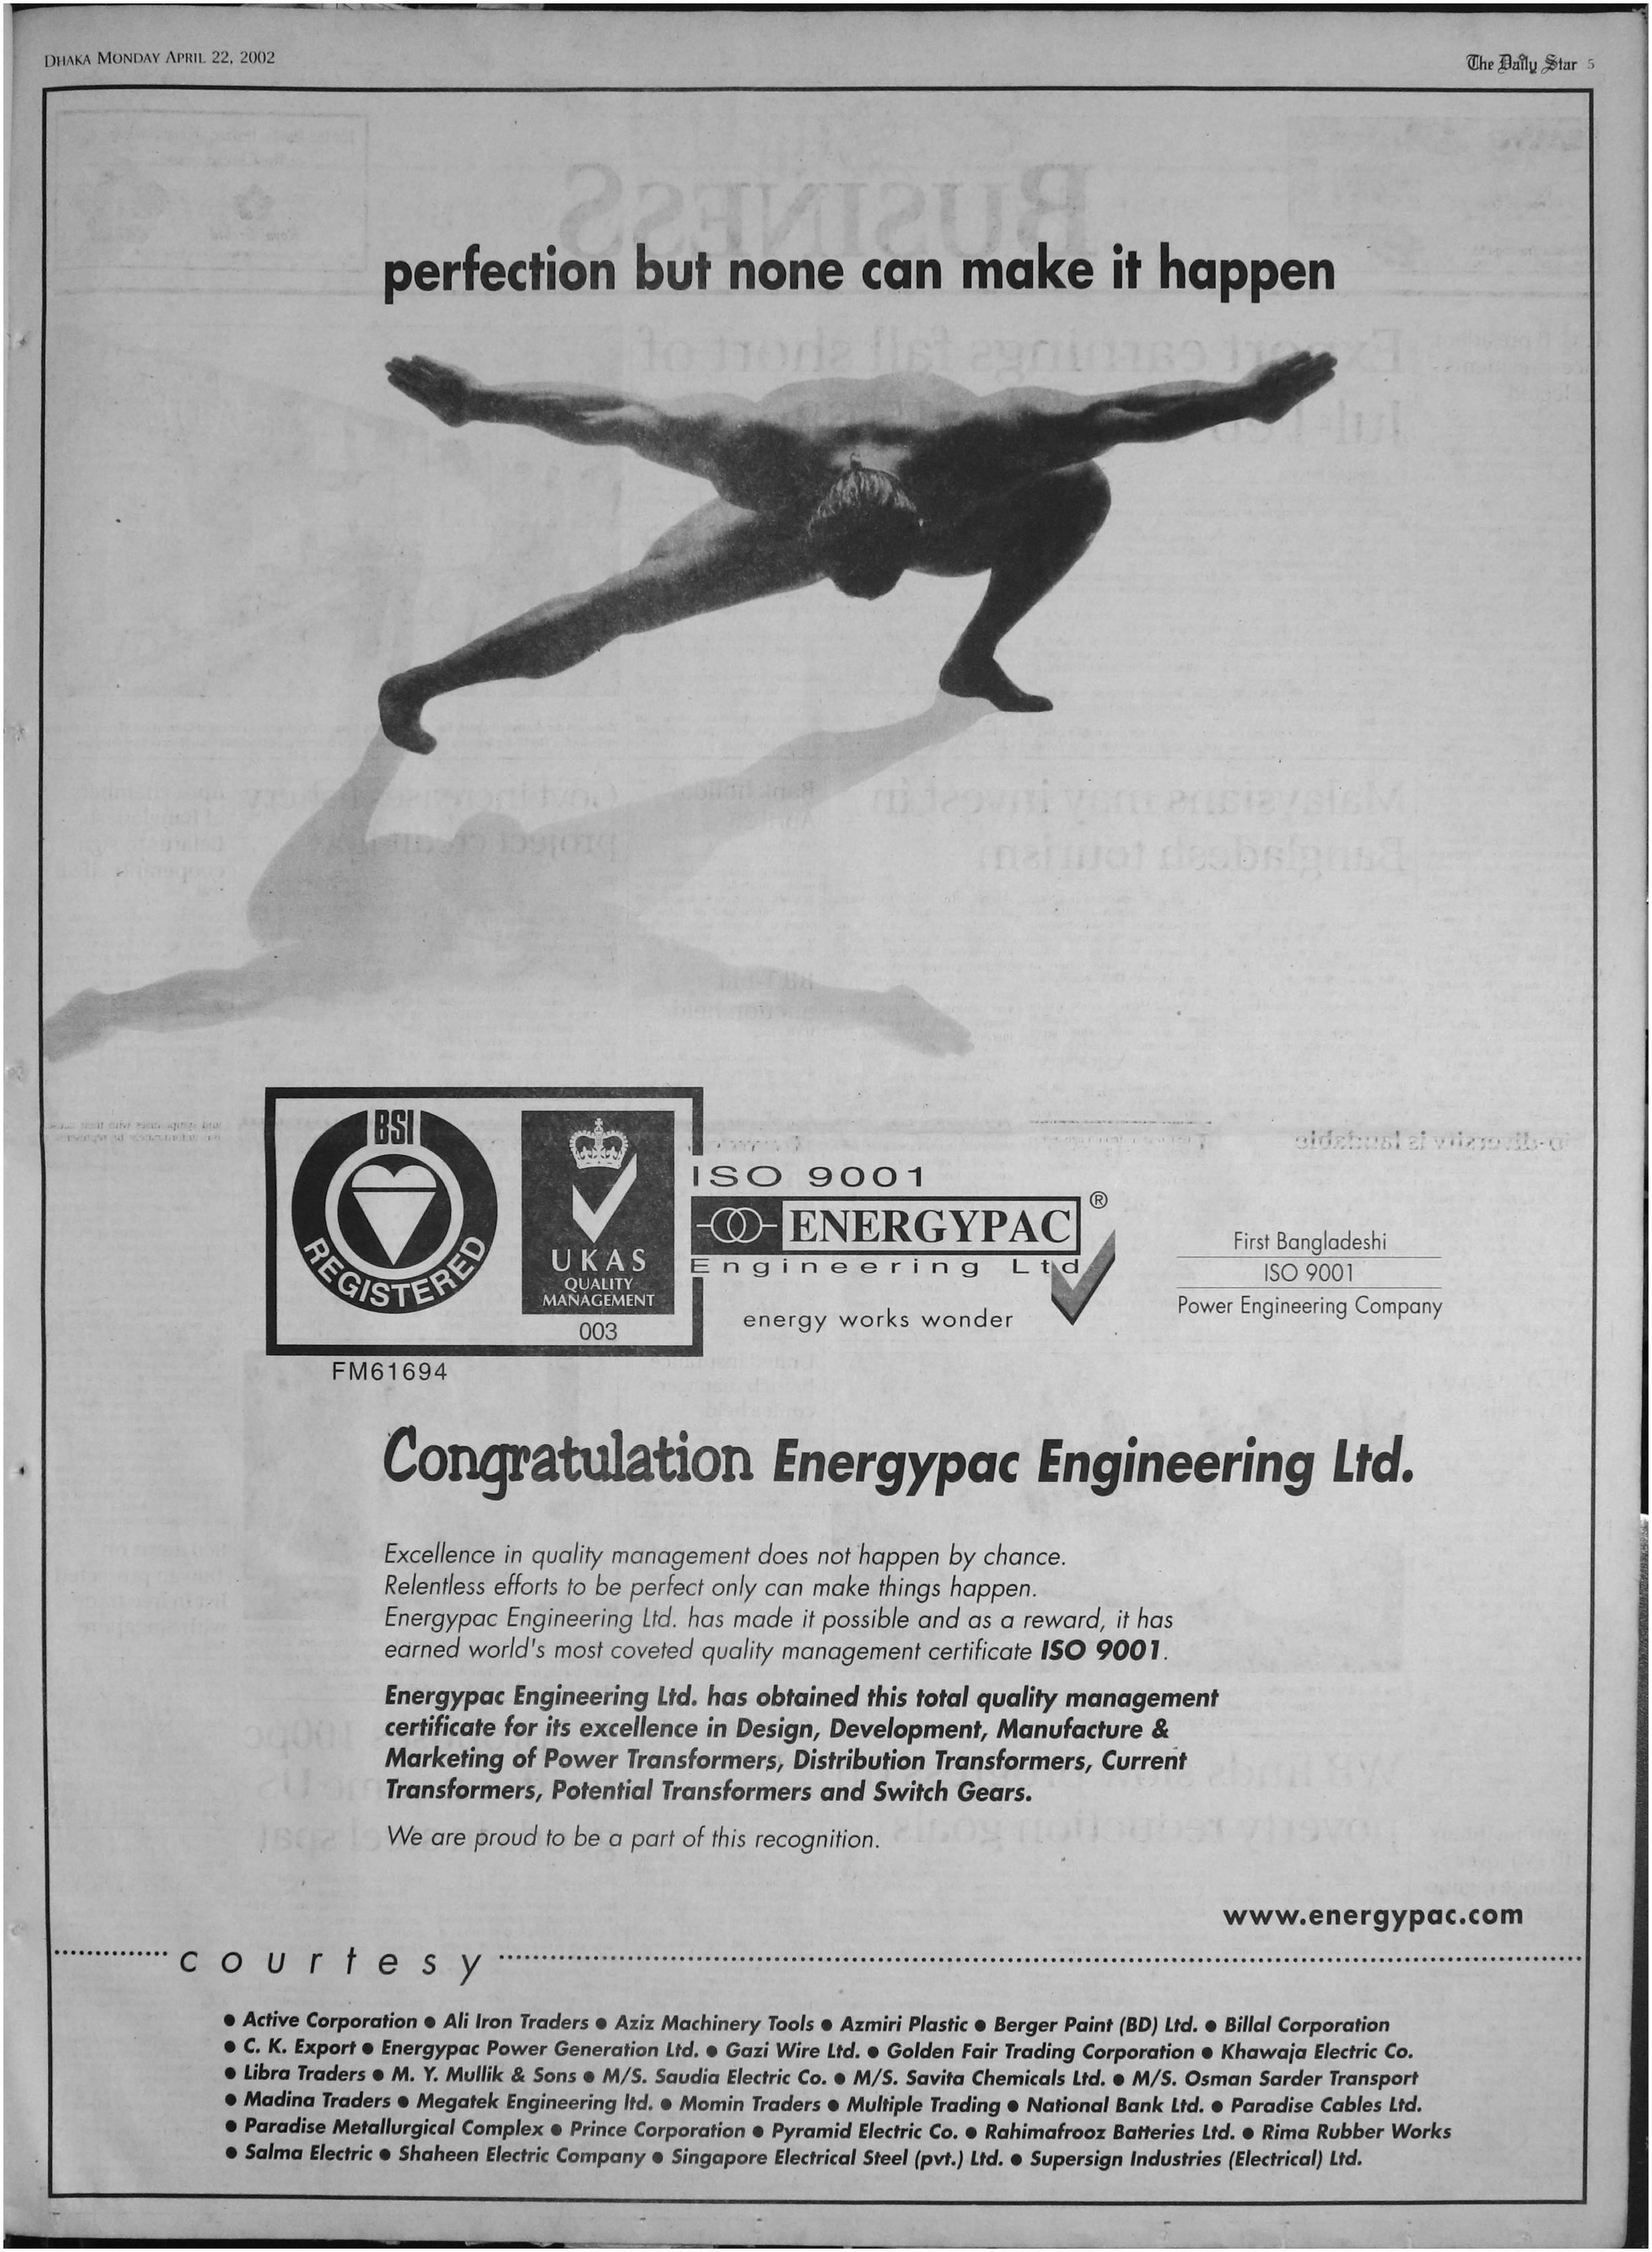 DHAKA MONDAY APRIL 22, 2002
The Daily Star 5
perfection but none can make it happen
BSI
REGISTERED
UKAS
QUALITY
MANAGEMENT
003
FM61694
ISO 9001
ENERGYPAC ®
Engineering Ltd
energy works wonder
First Bangladeshi
ISO 9001
Power Engineering Company
Congratulation Energypac Engineering Ltd.
Excellence in quality management does not happen by chance.
Relentless efforts to be perfect only can make things happen.
Energypac Engineering Ltd. has made it possible and as a reward, it has
earned world's most coveted quality management certificate ISO 9001.
Energypac Engineering Ltd. has obtained this total quality management
certificate for its excellence in Design, Development, Manufacture &
Marketing of Power Transformers, Distribution Transformers, Current
Transformers, Potential Transformers and Switch Gears.
We are proud to be a part of this recognition.
www.energypac.com
courtesy
● Active Corporation ● Ali Iron Traders ● Aziz Machinery Tools ● Azmiri Plastic ● Berger Paint (BD) Ltd. ● Billal Corporation
● C. K. Export ● Energypac Power Generation Ltd. ● Gazi Wire Ltd. ● Golden Fair Trading Corporation ● Khawaja Electric Co.
● Libra Traders ● M. Y. Mullik & Sons ● M/S. Saudia Electric Co. ● M/S. Savita Chemicals Ltd. ● M/S. Osman Sarder Transport
● Madina Traders ● Megatek Engineering ltd. ● Momin Traders ● Multiple Trading ● National Bank Ltd. ● Paradise Cables Ltd.
● Paradise Metallurgical Complex ● Prince Corporation ● Pyramid Electric Co. ● Rahimafrooz Batteries Ltd. ● Rima Rubber Works
● Salma Electric ● Shaheen Electric Company ● Singapore Electrical Steel (pvt.) Ltd. ● Supersign Industries (Electrical) Ltd.